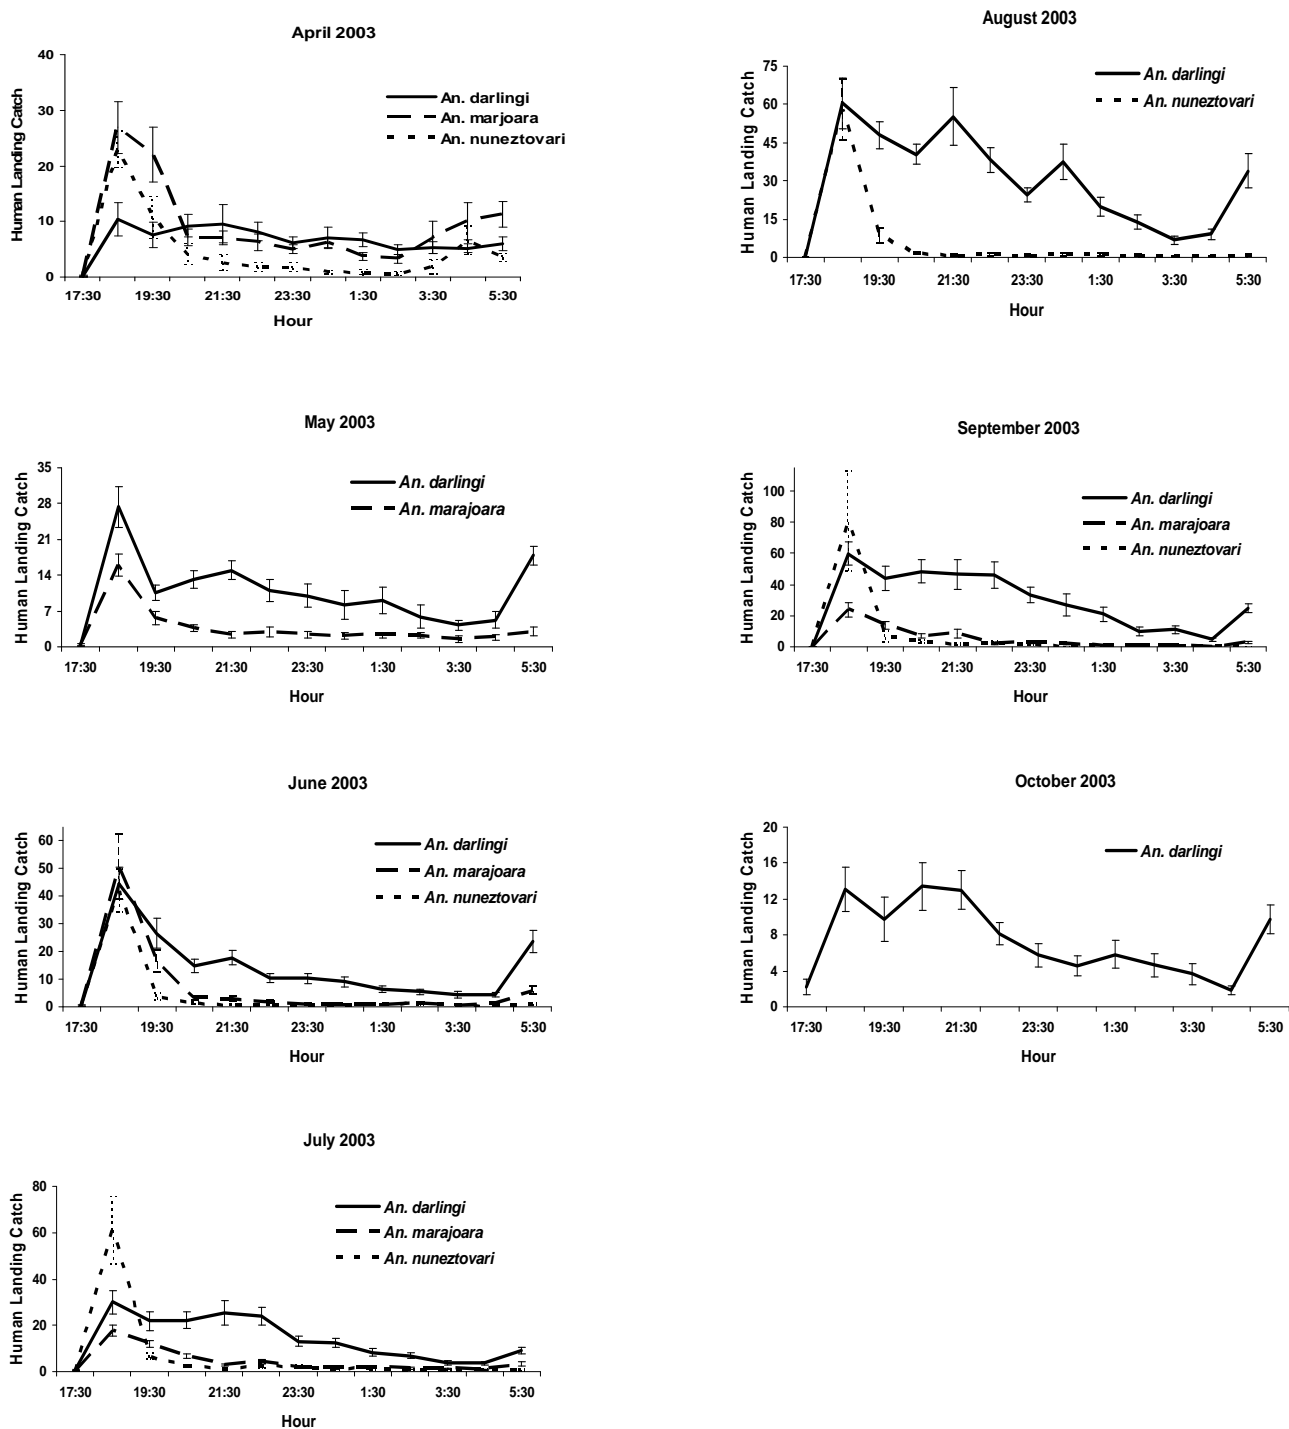 April 2003
Human Landing Catch
40
30
20
10
0
An. darlingi
An. marjoara
An. nuneztovari
17:30 19:30 21:30 23:30 1:30 3:30 5:30
Hour
May 2003
Human Landing Catch
35
28
21
14
7
0
An. darlingi
An. marajoara
17:30 19:30 21:30 23:30 1:30 3:30 5:30
Hour
June 2003
Human Landing Catch
60
50
40
30
20
10
0
An. darlingi
An. marajoara
An. nuneztovari
17:30 19:30 21:30 23:30 1:30 3:30 5:30
Hour
July 2003
Human Landing Catch
80
60
40
20
0
An. darlingi
An. marajoara
An. nuneztovari
17:30 19:30 21:30 23:30 1:30 3:30 5:30
Hour
August 2003
Human Landing Catch
75
60
45
30
15
0
An. darlingi
An. nuneztovari
17:30 19:30 21:30 23:30 1:30 3:30 5:30
Hour
September 2003
Human Landing Catch
100
80
60
40
20
0
An. darlingi
An. marajoara
An. nuneztovari
17:30 19:30 21:30 23:30 1:30 3:30 5:30
Hour
October 2003
Human Landing Catch
20
16
12
8
4
0
An. darlingi
17:30 19:30 21:30 23:30 1:30 3:30 5:30
Hour